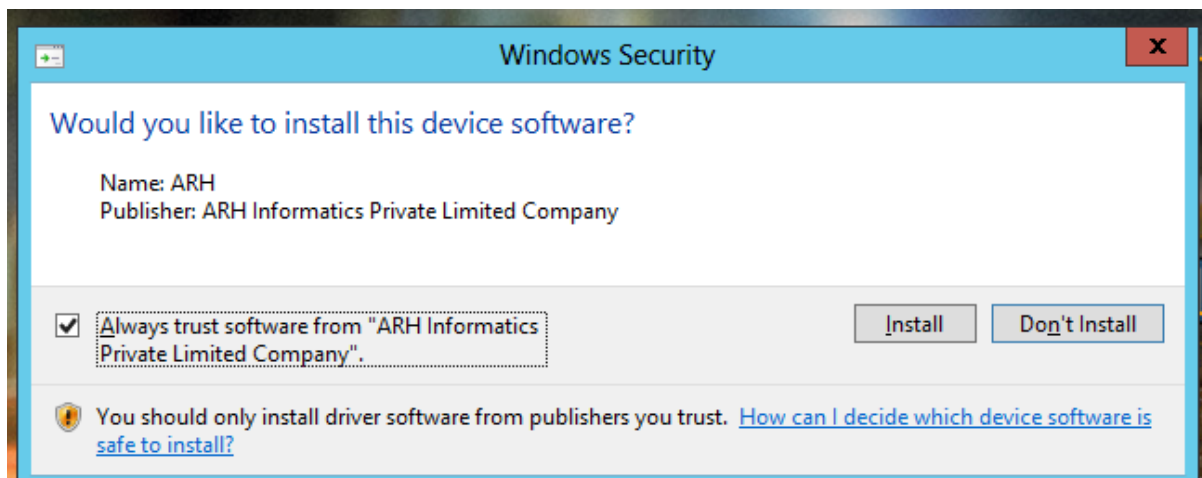 Windows Security
x
Would you like to install this device software?
Name: ARH
Publisher: ARH Informatics Private Limited Company
Always trust software from "ARH Informatics
Private Limited Company".
Install
Don't Install
You should only install driver software from publishers you trust. How can I decide which device software is
safe to install?